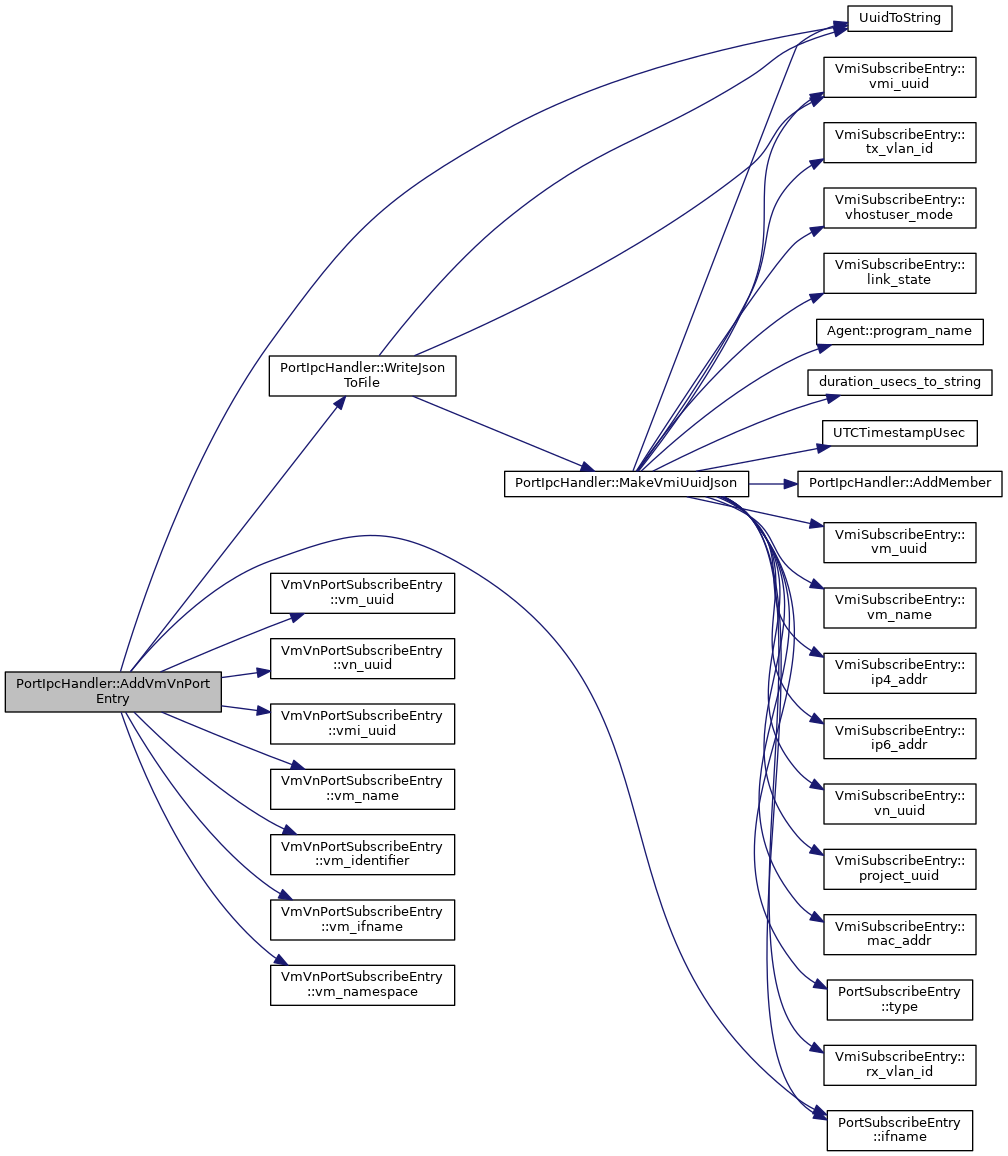 UuidToString
VmiSubscribeEntry::
vmi_uuid
VmiSubscribeEntry::
tx_vlan_id
VmiSubscribeEntry::
vhostuser_mode
VmiSubscribeEntry::
link_state
Agent::program_name
PortIpcHandler::WriteJson
ToFile
duration_usecs_to_string
UTCTimestampUsec
PortIpcHandler::MakeVmiUuidJson
PortIpcHandler::AddMember
VmiSubscribeEntry::
vm_uuid
VmVnPortSubscribeEntry
::vm_uuid
VmiSubscribeEntry::
vm_name
VmVnPortSubscribeEntry
::vn_uuid
VmiSubscribeEntry::
ip4_addr
PortIpcHandler::AddVmVnPort
Entry
VmVnPortSubscribeEntry
::vmi_uuid
VmiSubscribeEntry::
ip6_addr
VmVnPortSubscribeEntry
::vm_name
VmiSubscribeEntry::
vn_uuid
VmVnPortSubscribeEntry
::vm_identifier
VmiSubscribeEntry::
project_uuid
VmVnPortSubscribeEntry
::vm_ifname
VmiSubscribeEntry::
mac_addr
VmVnPortSubscribeEntry
::vm_namespace
PortSubscribeEntry
::type
VmiSubscribeEntry::
rx_vlan_id
PortSubscribeEntry
::ifname